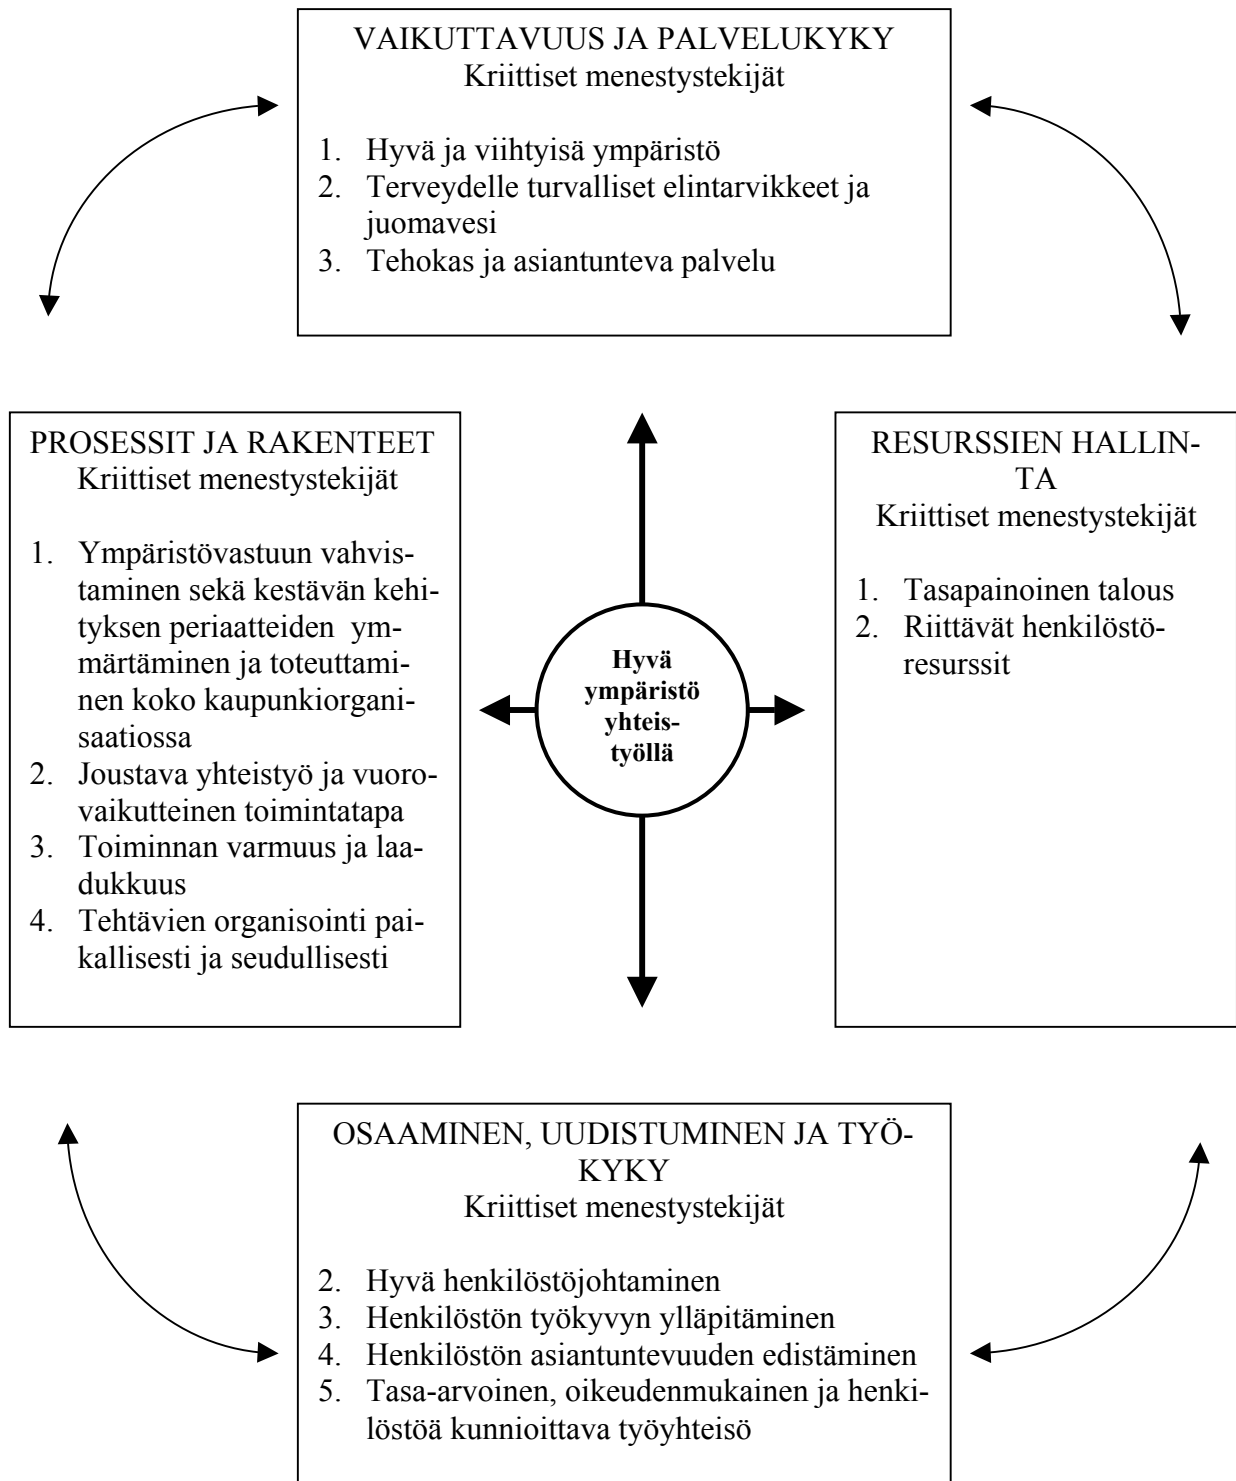 VAIKUTTAVUUS JA PALVELUKYKY
Kriittiset menestystekijät
1. Hyvä ja viihtyisä ympäristö
2. Terveydelle turvalliset elintarvikkeet ja
juomavesi
3. Tehokas ja asiantunteva palvelu
PROSESSIT JA RAKENTEET
Kriittiset menestystekijät
1. Ympäristövastuun vahvis-
taminen sekä kestävän kehi-
tyksen periaatteiden ym-
märtäminen ja toteuttami-
nen koko kaupunkiorgani-
saatiossa
2. Joustava yhteistyö ja vuoro-
vaikutteinen toimintatapa
3. Toiminnan varmuus ja laa-
dukkuus
4. Tehtävien organisointi pai-
kallisesti ja seudullisesti
Hyvä
ympäristö
yhteis-
työllä
RESURSSIEN HALLIN-
TA
Kriittiset menestystekijät
1. Tasapainoinen talous
2. Riittävät henkilöstö-
resurssit
OSAAMINEN, UUDISTUMINEN JA TYÖ-
KYKY
Kriittiset menestystekijät
2. Hyvä henkilöstöjohtaminen
3. Henkilöstön työkyvyn ylläpitäminen
4. Henkilöstön asiantuntevuuden edistäminen
5. Tasa-arvoinen, oikeudenmukainen ja henki-
löstöä kunnioittava työyhteisö